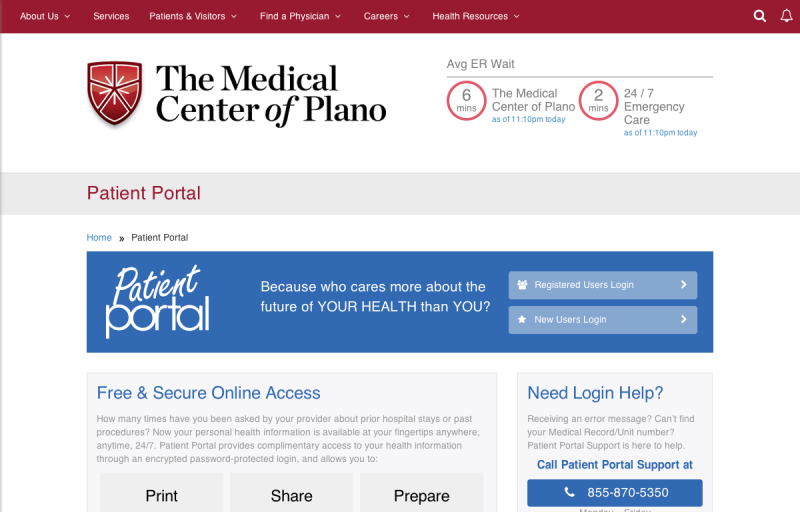 About Us Services Patients & Visitors Find a Physician Careers Health Resources
The Medical
Center of Plano
Avg ER Wait
6
mins
The Medical
Center of Plano
as of 11:10pm today
2
mins
24 / 7
Emergency
Care
as of 11:10pm today
Patient Portal
Home » Patient Portal
Patient
portal
Because who cares more about the
future of YOUR HEALTH than YOU?
Registered Users Login
New Users Login
Free & Secure Online Access
How many times have you been asked by your provider about prior hospital stays or past
procedures? Now your personal health information is available at your fingertips anywhere,
anytime, 24/7. Patient Portal provides complimentary access to your health information
through an encrypted password-protected login, and allows you to:
Print Share Prepare
Need Login Help?
Receiving an error message? Can't find
your Medical Record/Unit number?
Patient Portal Support is here to help.
Call Patient Portal Support at
855-870-5350
Monday - Friday